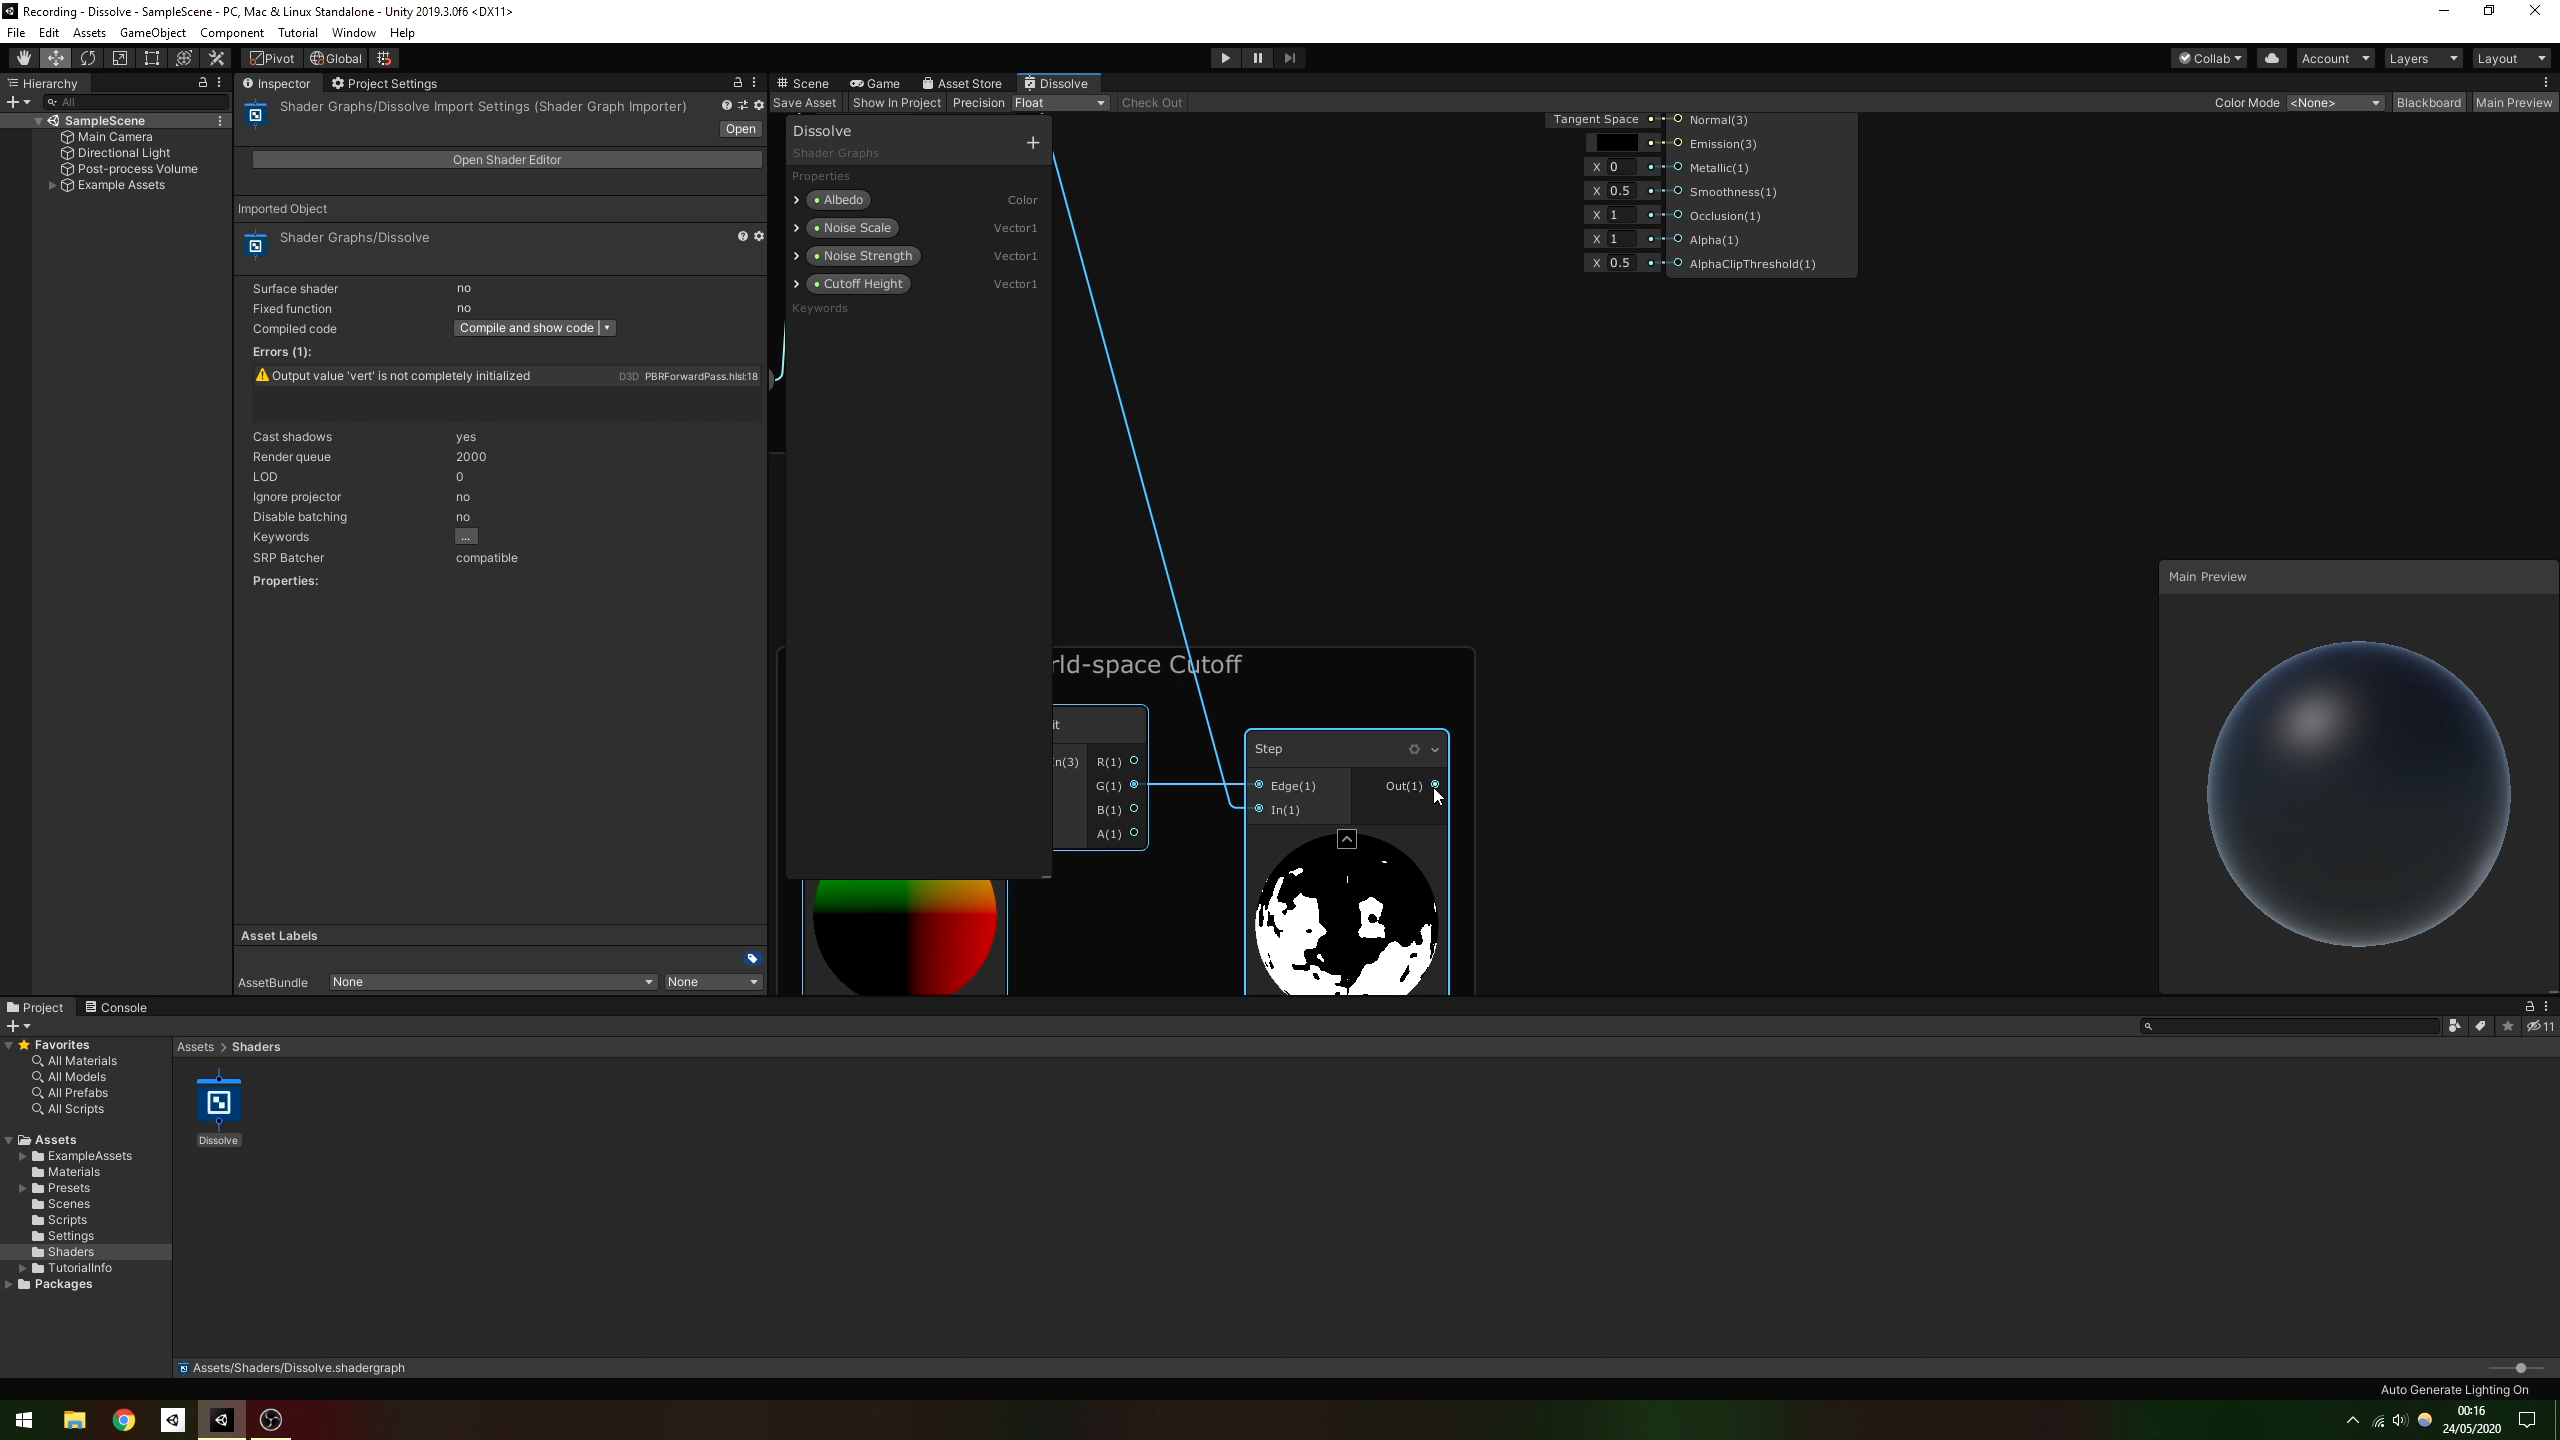 Recording - Dissolve - SampleScene - PC, Mac & Linux Standalone - Unity 2019.3.0f6 <DX11>
File Edit Assets GameObject Component Tutorial Window Help
Pivot Global Collab Account Layers Layout
Hierarchy
All
SampleScene
Main Camera
Directional Light
Post-process Volume
Example Assets
Inspector Project Settings
Shader Graphs/Dissolve Import Settings (Shader Graph Importer)
Open
Open Shader Editor
Imported Object
Shader Graphs/Dissolve
Surface shader no
Fixed function no
Compiled code Compile and show code
Errors (1):
Output value 'vert' is not completely initialized D3D PBRForwardPass.hlsl:18
Cast shadows yes
Render queue 2000
LOD 0
Ignore projector no
Disable batching no
Keywords ...
SRP Batcher compatible
Properties:
Asset Labels
AssetBundle None None
Scene Game Asset Store Dissolve
Save Asset Show In Project Precision Float Check Out Color Mode <None> Blackboard Main Preview
Dissolve
Shader Graphs
Properties
Albedo Color
Noise Scale Vector1
Noise Strength Vector1
Cutoff Height Vector1
Keywords
Tangent Space Normal(3)
Emission(3)
X 0 Metallic(1)
X 0.5 Smoothness(1)
X 1 Occlusion(1)
X 1 Alpha(1)
X 0.5 AlphaClipThreshold(1)
rld-space Cutoff
it
In(3) R(1)
G(1)
B(1)
A(1)
Step
Edge(1) Out(1)
In(1)
Main Preview
Project Console
11
Favorites
All Materials
All Models
All Prefabs
All Scripts
Assets
ExampleAssets
Materials
Presets
Scenes
Scripts
Settings
Shaders
TutorialInfo
Packages
Assets > Shaders
Dissolve
Assets/Shaders/Dissolve.shadergraph
Auto Generate Lighting On
00:16
24/05/2020